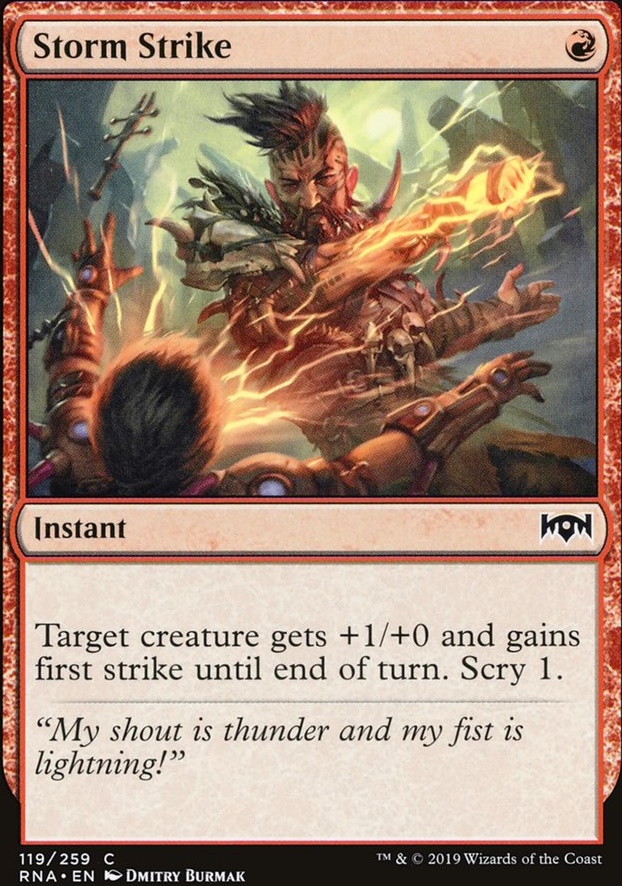 Storm Strike
Instant
Target creature gets +1/+0 and gains
first strike until end of turn. Scry 1.
“My shout is thunder and my fist is
lightning!”
119/259 C
RNA • EN Dmitry Burmak
™ & © 2019 Wizards of the Coast